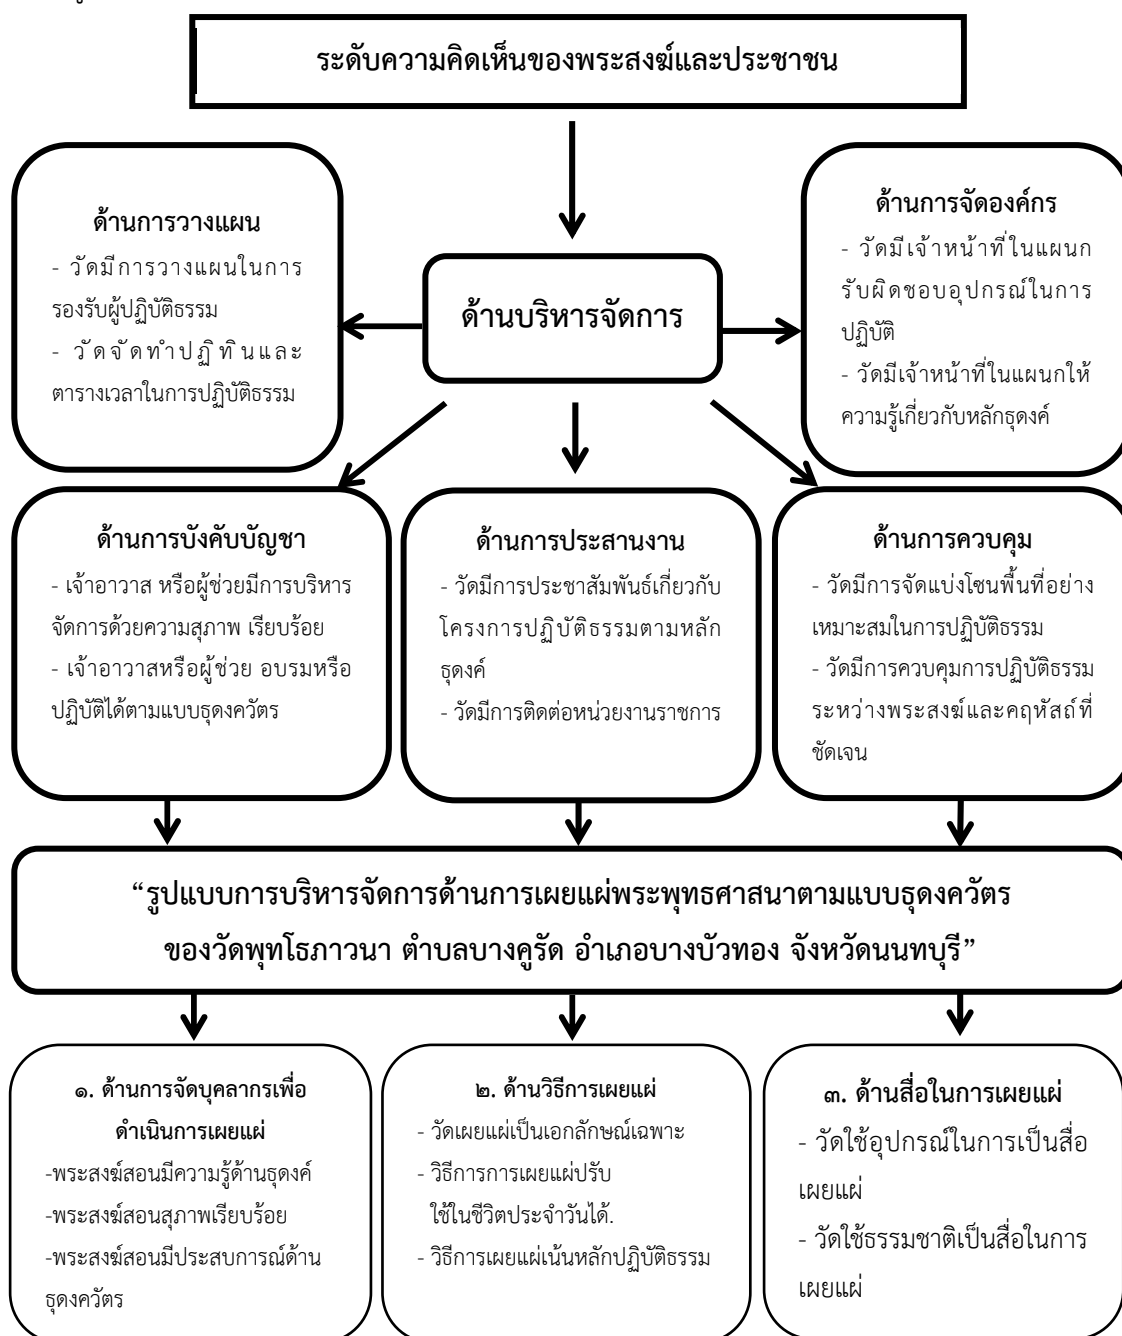 ระดับความคิดเห็นของพระสงฆ์และประชาชน
ด้านการวางแผน
- วัดมีการวางแผนในการ
รองรับผู้ปฏิบัติธรรม
- วัดจัดทำปฏิทินและ
ตารางเวลาในการปฏิบัติธรรม
ด้านบริหารจัดการ
ด้านการจัดองค์กร
- วัดมีเจ้าหน้าที่ในแผนก
รับผิดชอบอุปกรณ์ในการ
ปฏิบัติ
- วัดมีเจ้าหน้าที่ในแผนกให้
ความรู้เกี่ยวกับหลักธุดงค์
ด้านการบังคับบัญชา
- เจ้าอาวาส หรือผู้ช่วยมีการบริหาร
จัดการด้วยความสุภาพ เรียบร้อย
- เจ้าอาวาสหรือผู้ช่วย อบรมหรือ
ปฏิบัติได้ตามแบบธุดงควัตร
ด้านการประสานงาน
- วัดมีการประชาสัมพันธ์เกี่ยวกับ
โครงการปฏิบัติธรรมตามหลัก
ธุดงค์
- วัดมีการติดต่อหน่วยงานราชการ
ด้านการควบคุม
- วัดมีการจัดแบ่งโซนพื้นที่อย่าง
เหมาะสมในการปฏิบัติธรรม
- วัดมีการควบคุมการปฏิบัติธรรม
ระหว่างพระสงฆ์และคฤหัสถ์ที่
ชัดเจน
“รูปแบบการบริหารจัดการด้านการเผยแผ่พระพุทธศาสนาตามแบบธุดงควัตร
ของวัดพุทโธภาวนา ตำบลบางคูรัด อำเภอบางบัวทอง จังหวัดนนทบุรี”
๑. ด้านการจัดบุคลากรเพื่อ
ดำเนินการเผยแผ่
-พระสงฆ์สอนมีความรู้ด้านธุดงค์
-พระสงฆ์สอนสุภาพเรียบร้อย
-พระสงฆ์สอนมีประสบการณ์ด้าน
ธุดงควัตร
๒. ด้านวิธีการเผยแผ่
- วัดเผยแผ่เป็นเอกลักษณ์เฉพาะ
- วิธีการการเผยแผ่ปรับ
ใช้ในชีวิตประจำวันได้.
- วิธีการเผยแผ่เน้นหลักปฏิบัติธรรม
๓. ด้านสื่อในการเผยแผ่
- วัดใช้อุปกรณ์ในการเป็นสื่อ
เผยแผ่
- วัดใช้ธรรมชาติเป็นสื่อในการ
เผยแผ่